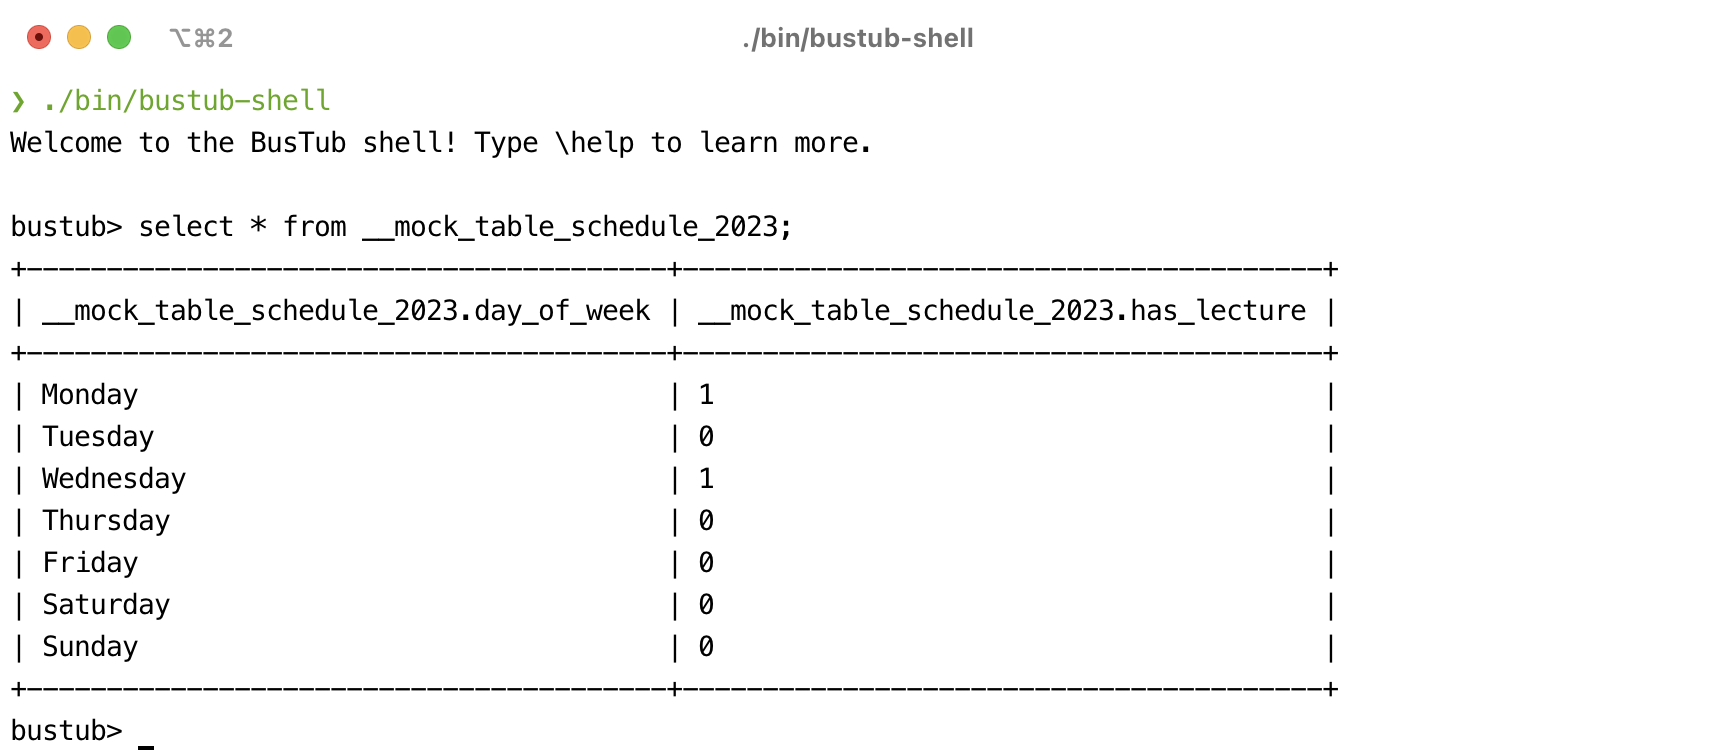 ⌥⌘2 ./bin/bustub-shell
❯ ./bin/bustub-shell
Welcome to the BusTub shell! Type \help to learn more.
bustub> select * from __mock_table_schedule_2023;
+----------------------------------------+----------------------------------------+
| __mock_table_schedule_2023.day_of_week | __mock_table_schedule_2023.has_lecture |
+----------------------------------------+----------------------------------------+
| Monday                                 | 1                                      |
| Tuesday                                | 0                                      |
| Wednesday                              | 1                                      |
| Thursday                               | 0                                      |
| Friday                                 | 0                                      |
| Saturday                               | 0                                      |
| Sunday                                 | 0                                      |
+----------------------------------------+----------------------------------------+
bustub>